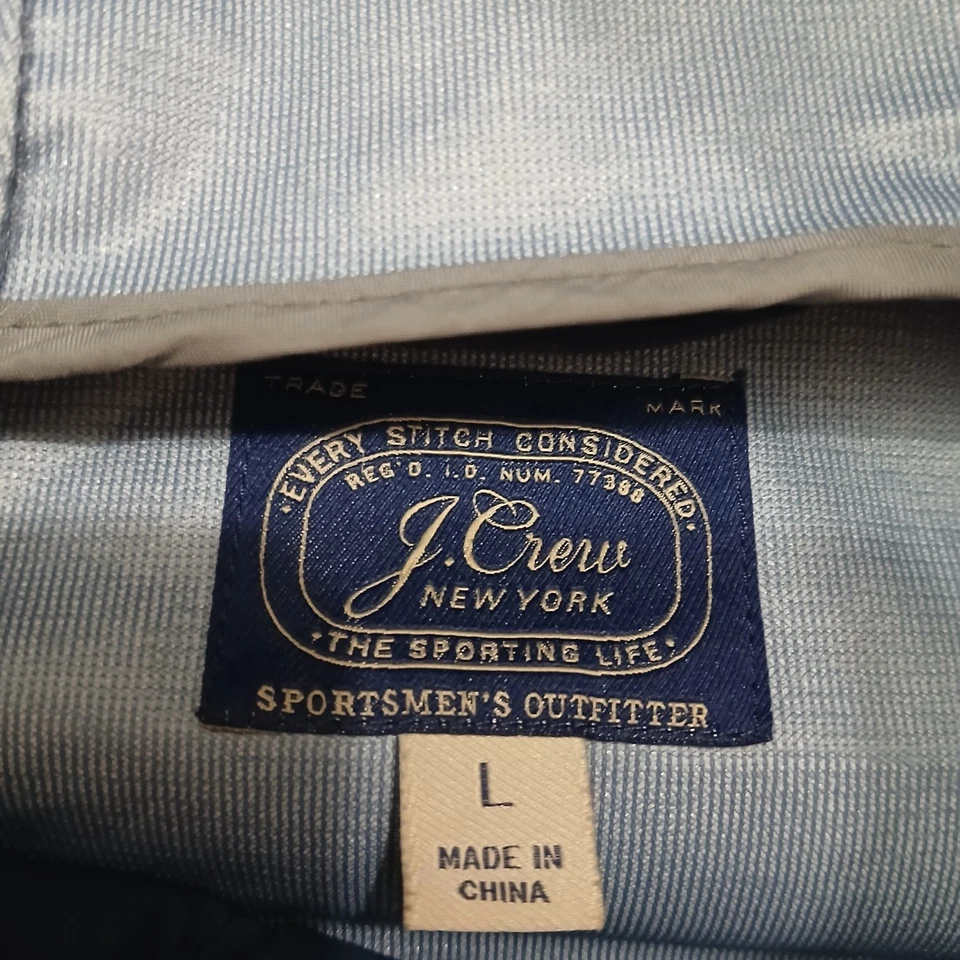 TRADE MARK
EVERY STITCH CONSIDERED
REG'D. I.D. NUM. 77388
J.Crew
NEW YORK
·THE SPORTING LIFE·
SPORTSMEN'S OUTFITTER
L
MADE IN
CHINA